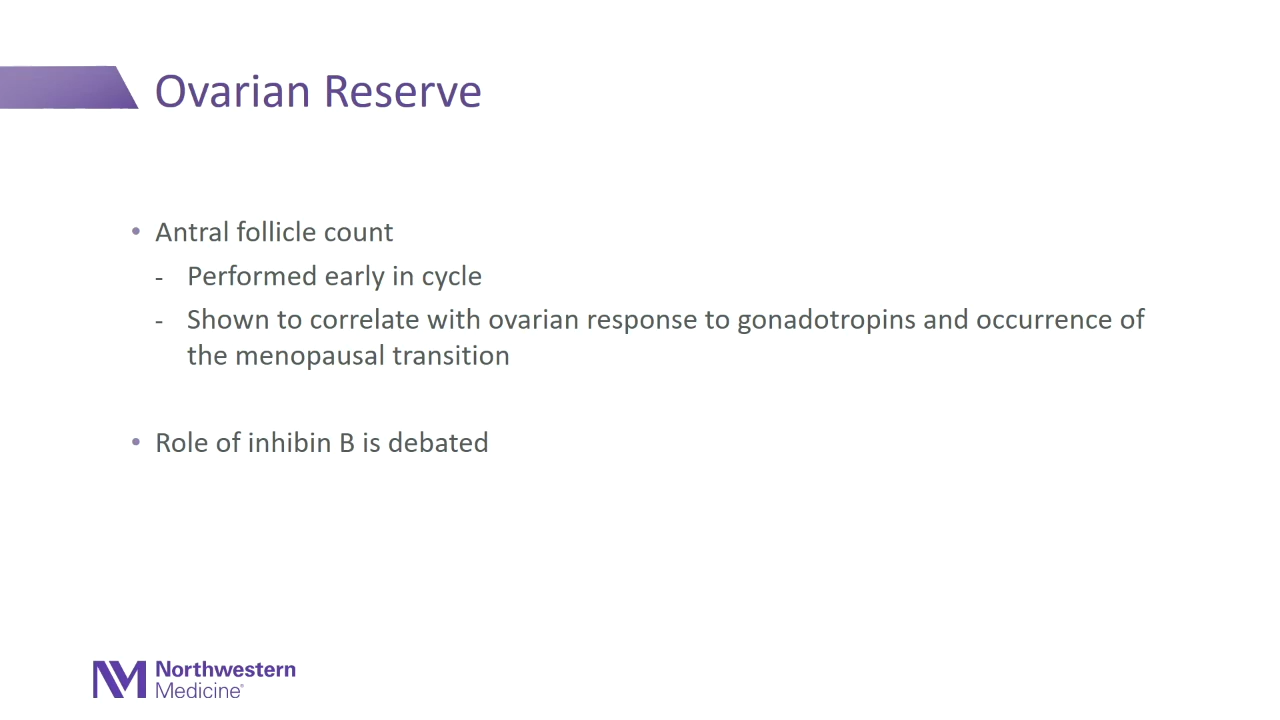 Ovarian Reserve
• Antral follicle count
- Performed early in cycle
- Shown to correlate with ovarian response to gonadotropins and occurrence of
the menopausal transition
• Role of inhibin B is debated
NM Northwestern
Medicine®